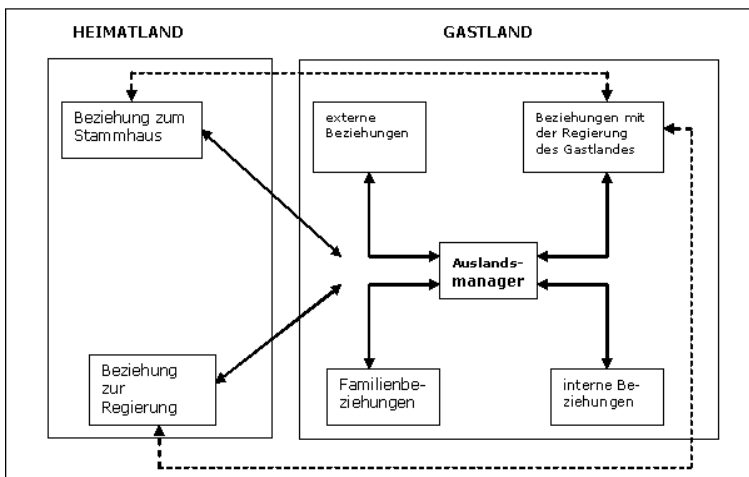 HEIMATLAND
GASTLAND
Beziehung zum
Stammhaus
externe
Beziehungen
Beziehungen mit
der Regierung
des Gastlandes
Auslands-
manager
Beziehung
zur
Regierung
Familienbe-
ziehungen
interne Be-
ziehungen